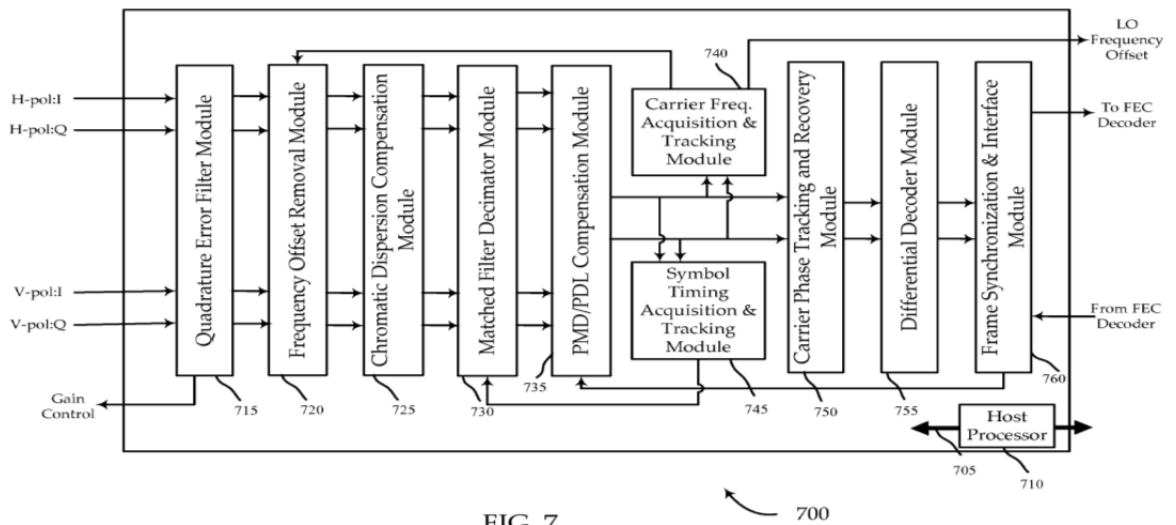 LO
Frequency
Offset
740
H-pol:I
H-pol:Q
V-pol:I
V-pol:Q
Gain
Control
Quadrature Error Filter Module
715
Frequency Offset Removal Module
720
Chromatic Dispersion Compensation
Module
725
Matched Filter Decimator Module
730
PMD/PDL Compensation Module
735
Carrier Freq.
Acquisition &
Tracking
Module
Symbol
Timing
Acquisition &
Tracking
Module
745
Carrier Phase Tracking and Recovery
Module
750
Differential Decoder Module
755
Frame Synchronization & Interface
Module
760
To FEC
Decoder
From FEC
Decoder
Host
Processor
705
710
700
FIG. 7